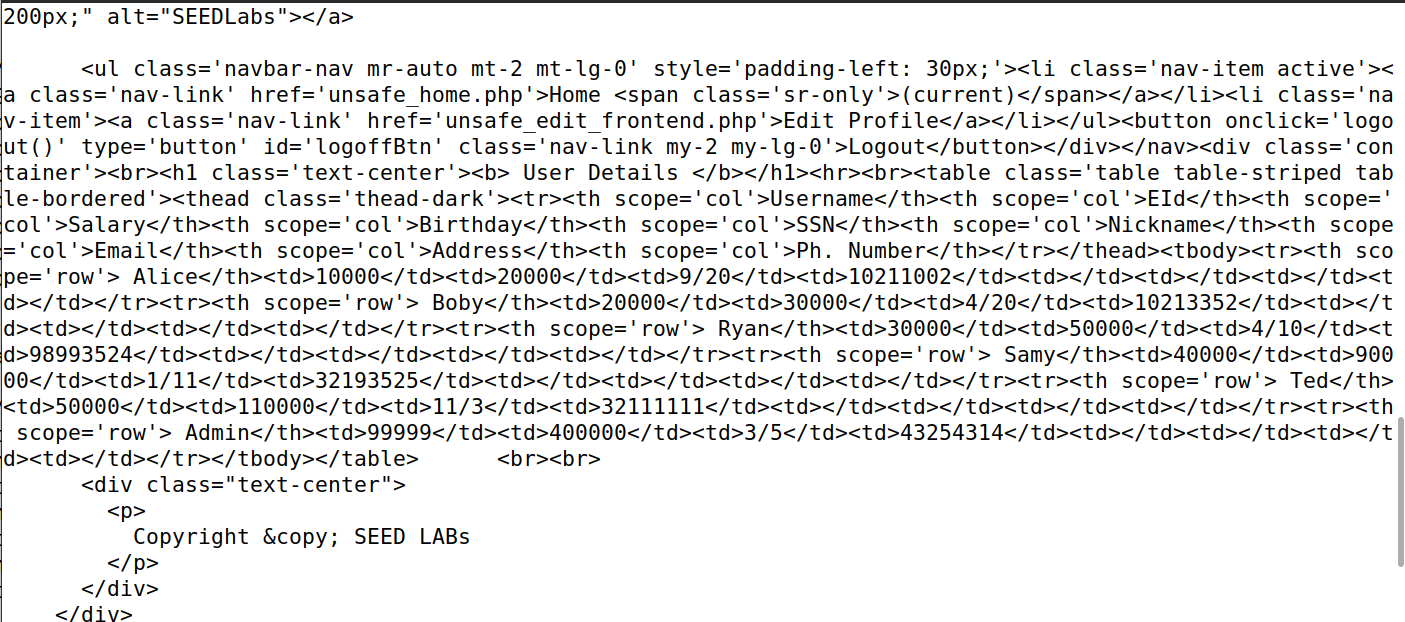 200px;" alt="SEEDLabs"></a>
<ul class='navbar-nav mr-auto mt-2 mt-lg-0' style='padding-left: 30px;'><li class='nav-item active'><
a class='nav-link' href='unsafe_home.php'>Home <span class='sr-only'>(current)</span></a></li><li class='na
v-item'><a class='nav-link' href='unsafe_edit_frontend.php'>Edit Profile</a></li></ul><button onclick='logo
ut()' type='button' id='logoffBtn' class='nav-link my-2 my-lg-0'>Logout</button></div></nav><div class='con
tainer'><br><h1 class='text-center'><b> User Details </b></h1><hr><br><table class='table table-striped tab
le-bordered'><thead class='thead-dark'><tr><th scope='col'>Username</th><th scope='col'>EId</th><th scope='
col'>Salary</th><th scope='col'>Birthday</th><th scope='col'>SSN</th><th scope='col'>Nickname</th><th scope
='col'>Email</th><th scope='col'>Address</th><th scope='col'>Ph. Number</th></tr></thead><tbody><tr><th sco
pe='row'> Alice</th><td>10000</td><td>20000</td><td>9/20</td><td>10211002</td><td></td><td></td><td></td><t
d></td></tr><tr><th scope='row'> Boby</th><td>20000</td><td>30000</td><td>4/20</td><td>10213352</td><td></t
d><td></td><td></td><td></td></tr><tr><th scope='row'> Ryan</th><td>30000</td><td>50000</td><td>4/10</td><t
d>98993524</td><td></td><td></td><td></td><td></td></tr><tr><th scope='row'> Samy</th><td>40000</td><td>900
00</td><td>1/11</td><td>32193525</td><td></td><td></td><td></td><td></td></tr><tr><th scope='row'> Ted</th>
<td>50000</td><td>110000</td><td>11/3</td><td>32111111</td><td></td><td></td><td></td><td></td></tr><tr><th
 scope='row'> Admin</th><td>99999</td><td>400000</td><td>3/5</td><td>43254314</td><td></td><td></td><td></t
d><td></td></tr></tbody></table>      <br><br>
<div class="text-center">
<p>
Copyright &copy; SEED LABs
</p>
</div>
</div>